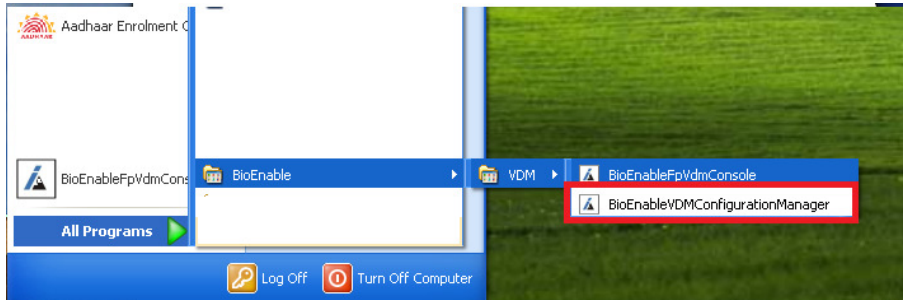 Aadhaar Enrolment C
AADHAAR
BioEnableFpVdmCons
BioEnable
VDM
BioEnableFpVdmConsole
BioEnableVDMConfigurationManager
All Programs
Log Off
Turn Off Computer